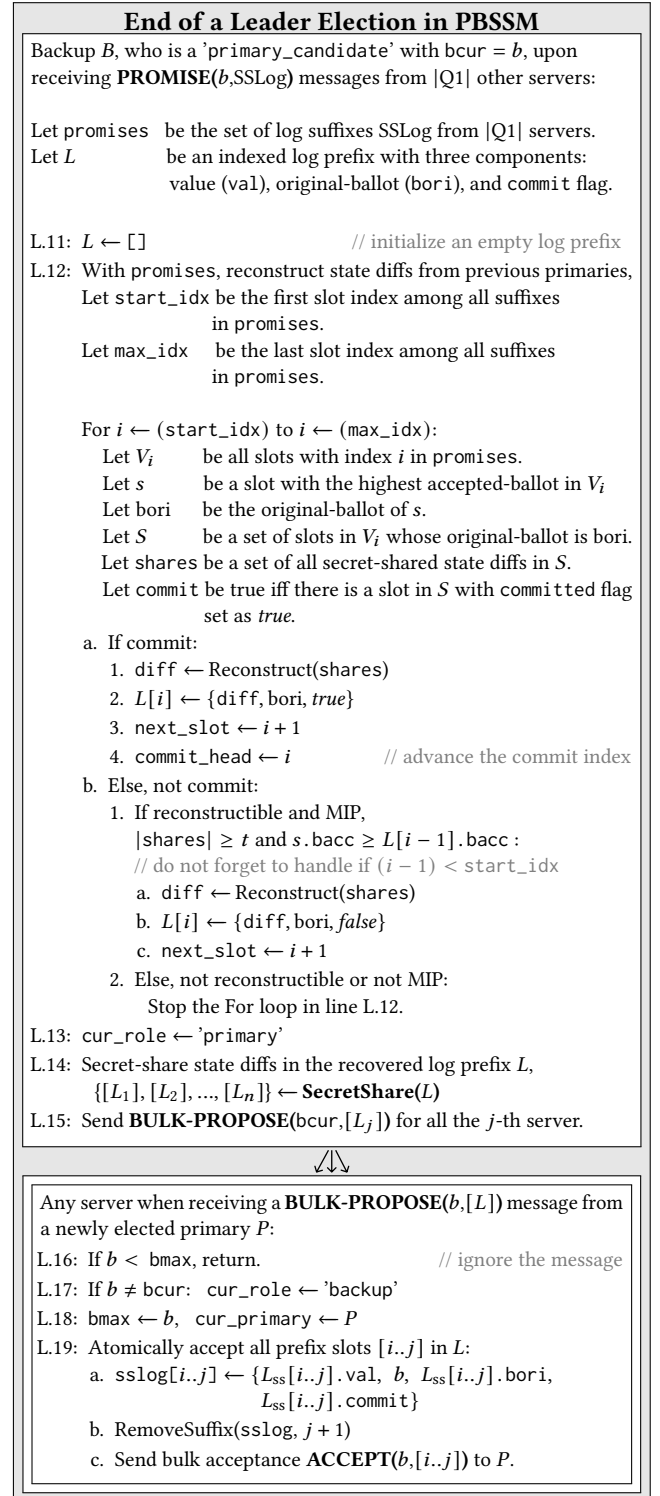 End of a Leader Election in PBSSM
Backup B, who is a 'primary_candidate' with bcur = b, upon
receiving PROMISE(b,SSLog) messages from |Q1| other servers:
Let promises be the set of log suffixes SSLog from |Q1| servers.
Let L be an indexed log prefix with three components:
value (val), original-ballot (bori), and commit flag.
L.11: L ← [] // initialize an empty log prefix
L.12: With promises, reconstruct state diffs from previous primaries,
Let start_idx be the first slot index among all suffixes
in promises.
Let max_idx be the last slot index among all suffixes
in promises.
For i ← (start_idx) to i ← (max_idx):
Let Vᵢ be all slots with index i in promises.
Let s be a slot with the highest accepted-ballot in Vᵢ
Let bori be the original-ballot of s.
Let S be a set of slots in Vᵢ whose original-ballot is bori.
Let shares be a set of all secret-shared state diffs in S.
Let commit be true iff there is a slot in S with committed flag
set as true.
a. If commit:
1. diff ← Reconstruct(shares)
2. L[i] ← {diff, bori, true}
3. next_slot ← i + 1
4. commit_head ← i // advance the commit index
b. Else, not commit:
1. If reconstructible and MIP,
|shares| ≥ t and s.bacc ≥ L[i − 1].bacc :
// do not forget to handle if (i − 1) < start_idx
a. diff ← Reconstruct(shares)
b. L[i] ← {diff, bori, false}
c. next_slot ← i + 1
2. Else, not reconstructible or not MIP:
Stop the For loop in line L.12.
L.13: cur_role ← 'primary'
L.14: Secret-share state diffs in the recovered log prefix L,
{[L₁], [L₂], ..., [Lₙ]} ← SecretShare(L)
L.15: Send BULK-PROPOSE(bcur,[Lⱼ]) for all the j-th server.
Any server when receiving a BULK-PROPOSE(b,[L]) message from
a newly elected primary P:
L.16: If b < bmax, return. // ignore the message
L.17: If b ≠ bcur: cur_role ← 'backup'
L.18: bmax ← b, cur_primary ← P
L.19: Atomically accept all prefix slots [i..j] in L:
a. sslog[i..j] ← {Lₛₛ[i..j].val, b, Lₛₛ[i..j].bori,
Lₛₛ[i..j].commit}
b. RemoveSuffix(sslog, j + 1)
c. Send bulk acceptance ACCEPT(b,[i..j]) to P.